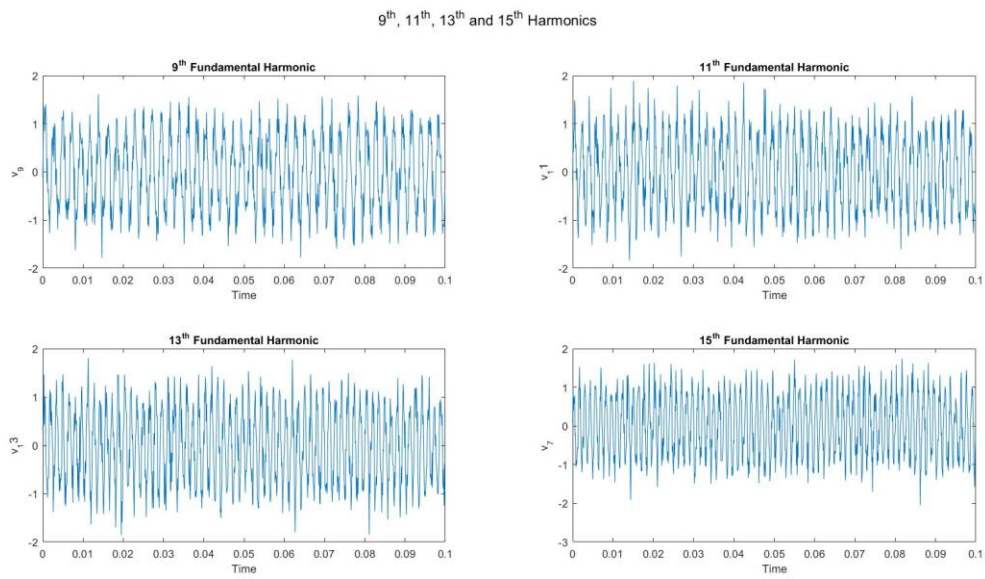 9th, 11th, 13th and 15th Harmonics
9th Fundamental Harmonic
2
1
0
-1
-2
v9
0 0.01 0.02 0.03 0.04 0.05 0.06 0.07 0.08 0.09 0.1
Time
11th Fundamental Harmonic
2
1
0
-1
-2
v11
0 0.01 0.02 0.03 0.04 0.05 0.06 0.07 0.08 0.09 0.1
Time
13th Fundamental Harmonic
2
1
0
-1
-2
v13
0 0.01 0.02 0.03 0.04 0.05 0.06 0.07 0.08 0.09 0.1
Time
15th Fundamental Harmonic
2
1
0
-1
-2
-3
v7
0 0.01 0.02 0.03 0.04 0.05 0.06 0.07 0.08 0.09 0.1
Time